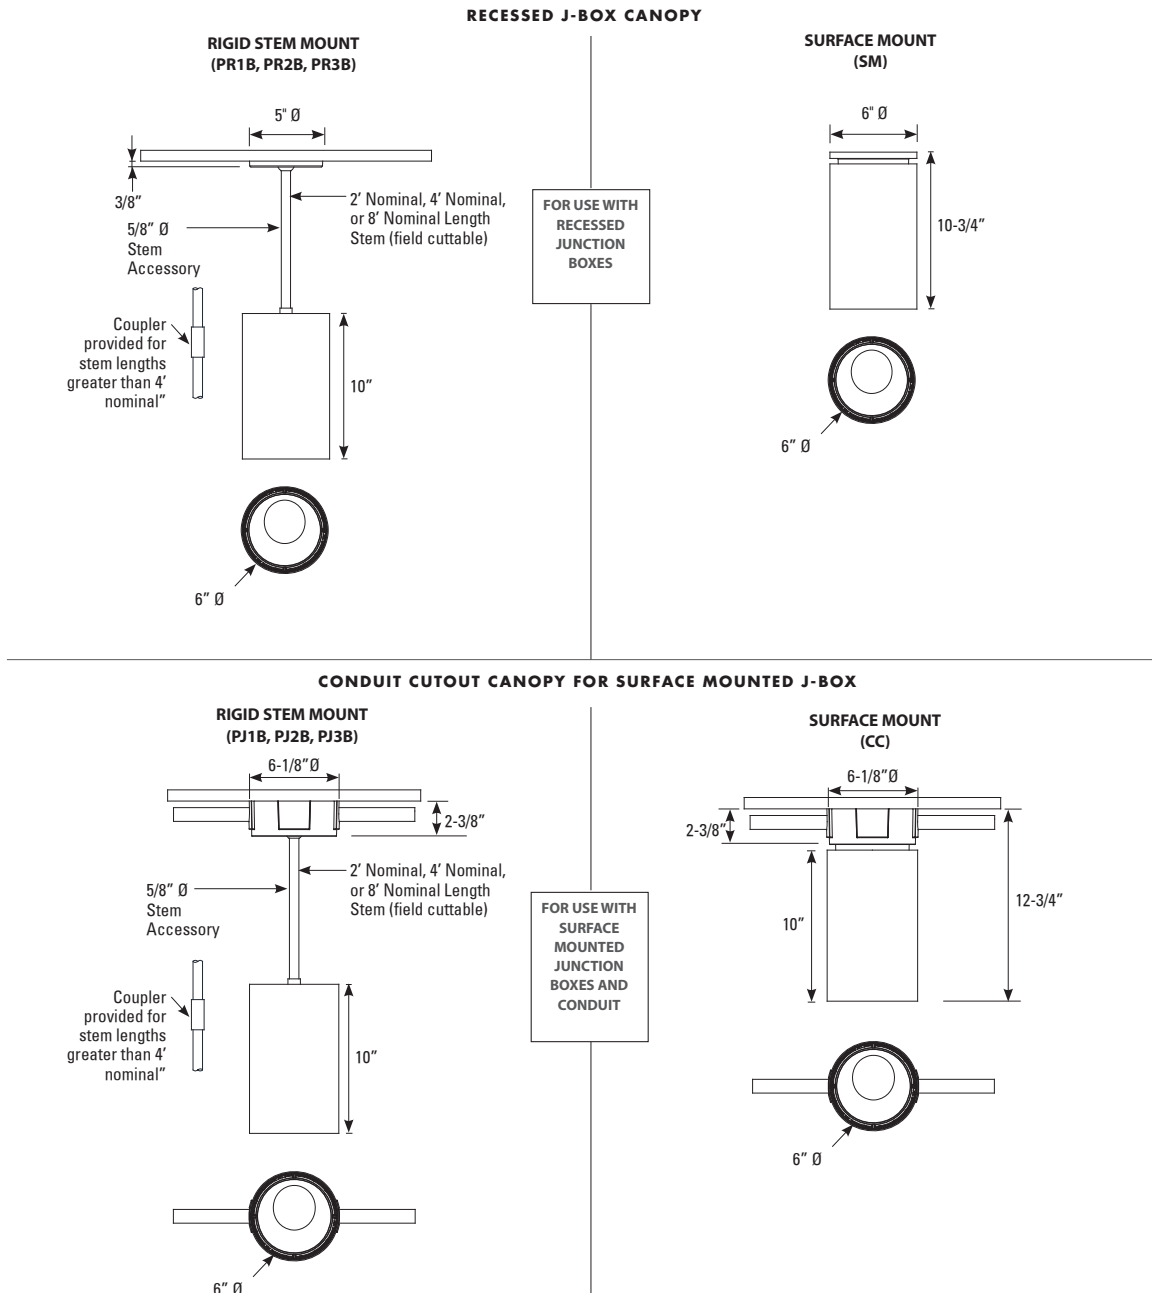 RECESSED J-BOX CANOPY
RIGID STEM MOUNT
(PR1B, PR2B, PR3B)
5" Ø
3/8”
5/8” Ø
Stem
Accessory
2’ Nominal, 4’ Nominal,
or 8’ Nominal Length
Stem (field cuttable)
Coupler
provided for
stem lengths
greater than 4’
nominal”
10”
6” Ø
FOR USE WITH
RECESSED
JUNCTION
BOXES
SURFACE MOUNT
(SM)
6" Ø
10-3/4”
6” Ø
CONDUIT CUTOUT CANOPY FOR SURFACE MOUNTED J-BOX
RIGID STEM MOUNT
(PJ1B, PJ2B, PJ3B)
6-1/8”Ø
2-3/8”
5/8” Ø
Stem
Accessory
2’ Nominal, 4’ Nominal,
or 8’ Nominal Length
Stem (field cuttable)
Coupler
provided for
stem lengths
greater than 4’
nominal”
10”
6” Ø
FOR USE WITH
SURFACE
MOUNTED
JUNCTION
BOXES AND
CONDUIT
SURFACE MOUNT
(CC)
6-1/8”Ø
2-3/8”
10”
12-3/4”
6” Ø